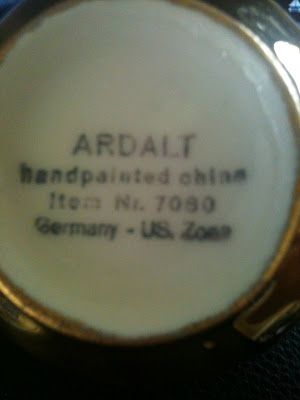 ARDALT
handpainted china
Item Nr. 7060
Germany - US. Zone